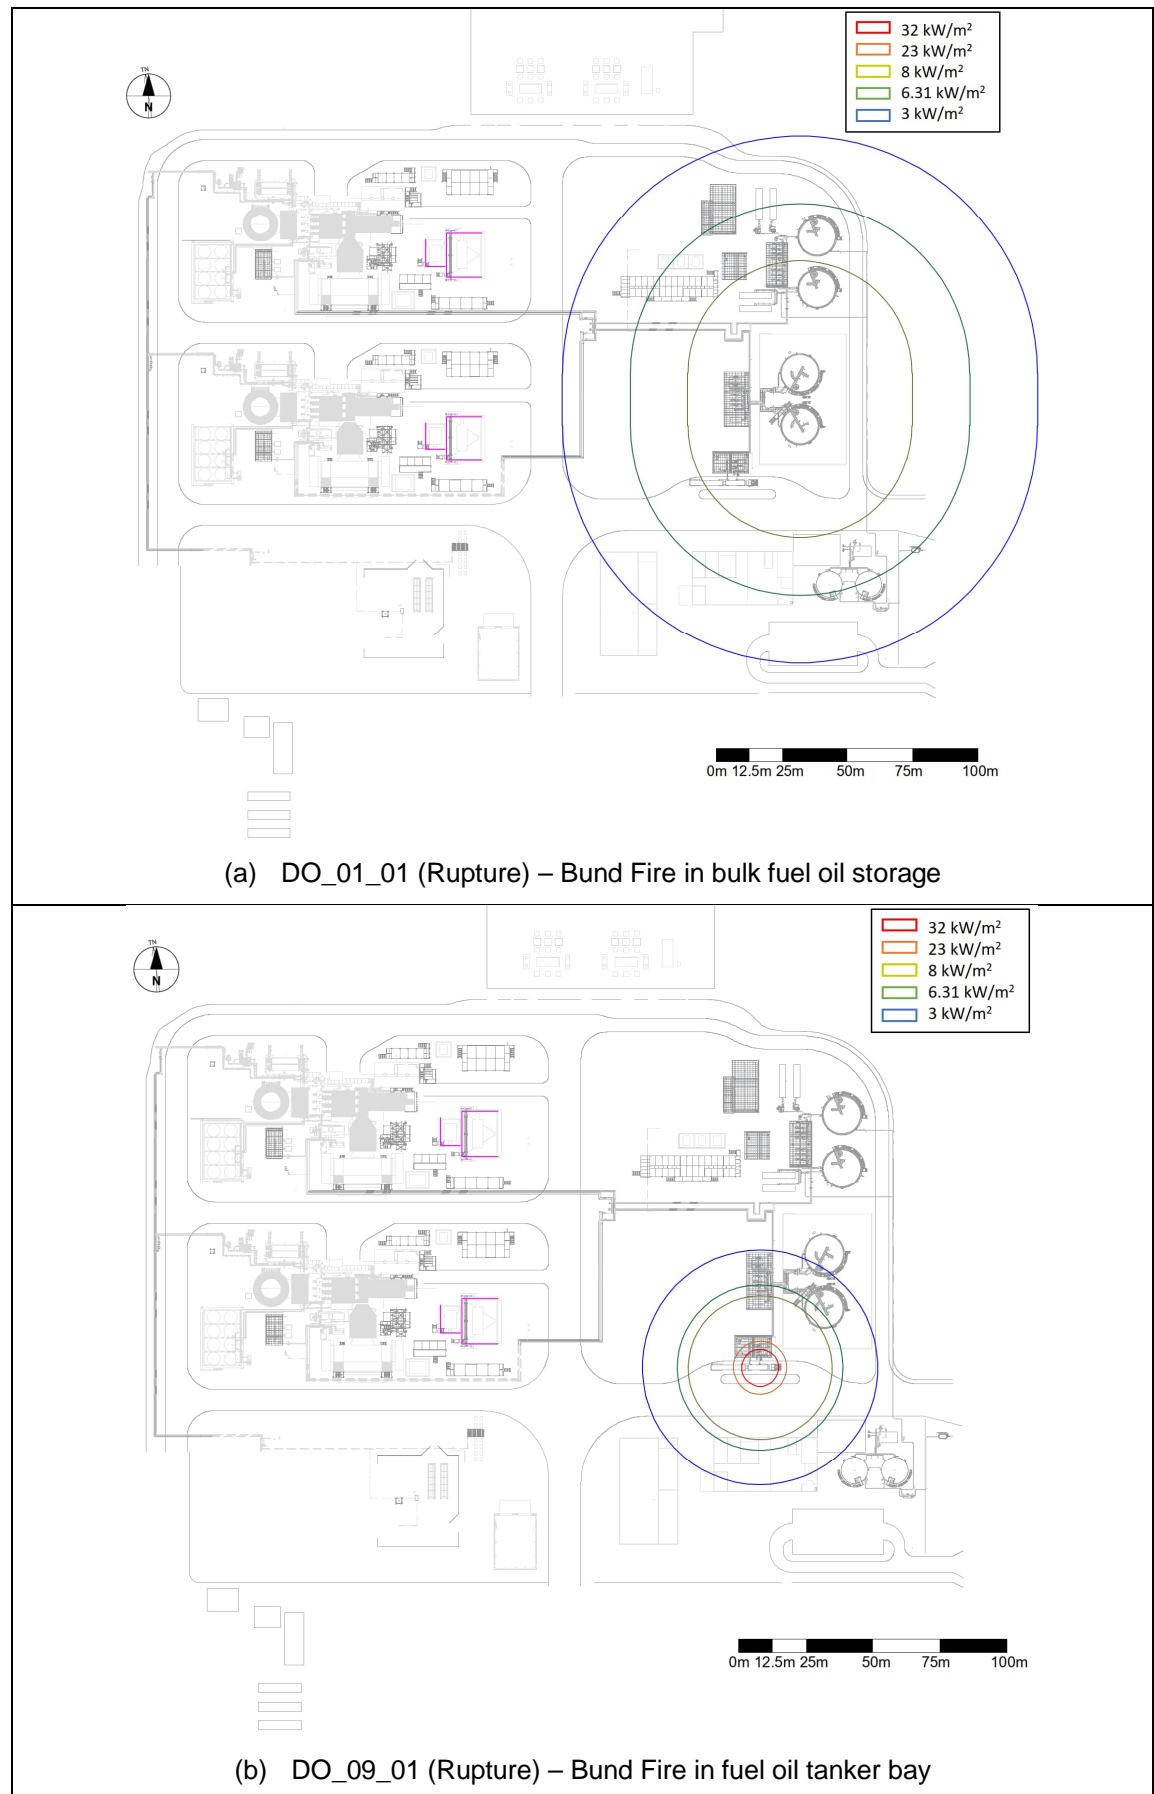 32 kW/m²
23 kW/m²
8 kW/m²
6.31 kW/m²
3 kW/m²
TN
N
0m 12.5m 25m 50m 75m 100m
(a) DO_01_01 (Rupture) – Bund Fire in bulk fuel oil storage
32 kW/m²
23 kW/m²
8 kW/m²
6.31 kW/m²
3 kW/m²
TN
N
0m 12.5m 25m 50m 75m 100m
(b) DO_09_01 (Rupture) – Bund Fire in fuel oil tanker bay